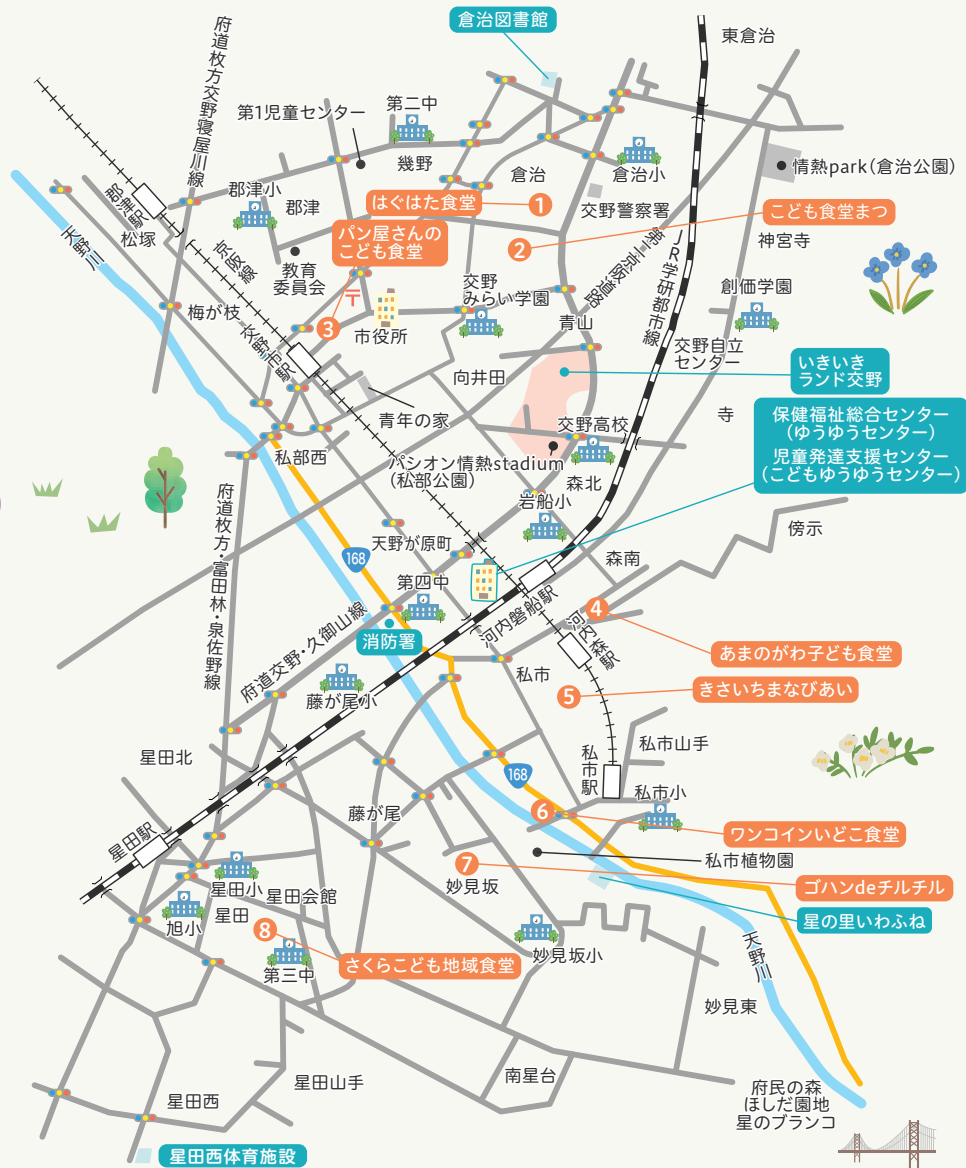 倉治図書館
東倉治
府道枚方交野寝屋川線
第1児童センター
第二中
幾野
倉治
倉治小
情熱park(倉治公園)
郡津駅
郡津小
郡津
はぐはた食堂
1
交野警察署
こども食堂まつ
2
神宮寺
松塚
天野川
京阪線
パン屋さんの
こども食堂
教育
委員会
第二京阪道路
JR学研都市線
創価学園
梅が枝
〒
交野
みらい学園
3
市役所
青山
交野自立
センター
交野市駅
向井田
いきいき
ランド交野
青年の家
交野高校
寺
保健福祉総合センター
(ゆうゆうセンター)
児童発達支援センター
(こどもゆうゆうセンター)
私部西
パシオン情熱stadium
(私部公園)
森北
府道枚方・富田林・泉佐野線
岩船小
傍示
168
天野が原町
森南
第四中
河内磐船駅
4
河内森駅
府道交野・久御山線
消防署
あまのがわ子ども食堂
私市
5
きさいちまなびあい
藤が尾小
星田北
私市駅
私市山手
168
私市小
藤が尾
6
ワンコインいどこ食堂
星田駅
私市植物園
7
妙見坂
ゴハンdeチルチル
星田小
星田会館
星田
旭小
星の里いわふね
8
第三中
さくらこども地域食堂
妙見坂小
天野川
妙見東
星田山手
南星台
星田西
府民の森
ほしだ園地
星のブランコ
星田西体育施設